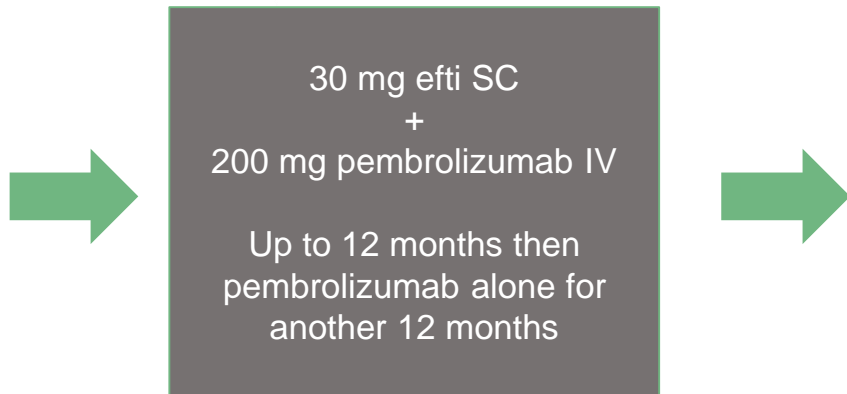 30 mg efti SC
+
200 mg pembrolizumab IV
Up to 12 months then
pembrolizumab alone for
another 12 months